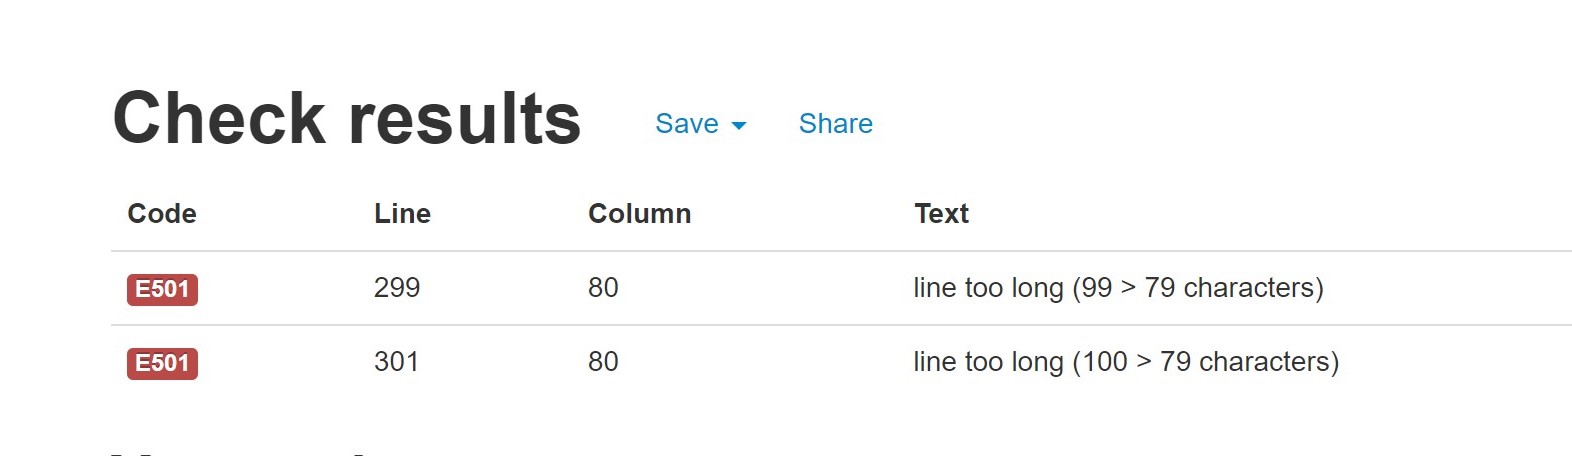 Check results Save Share
Code Line Column Text
E501 299 80 line too long (99 > 79 characters)
E501 301 80 line too long (100 > 79 characters)